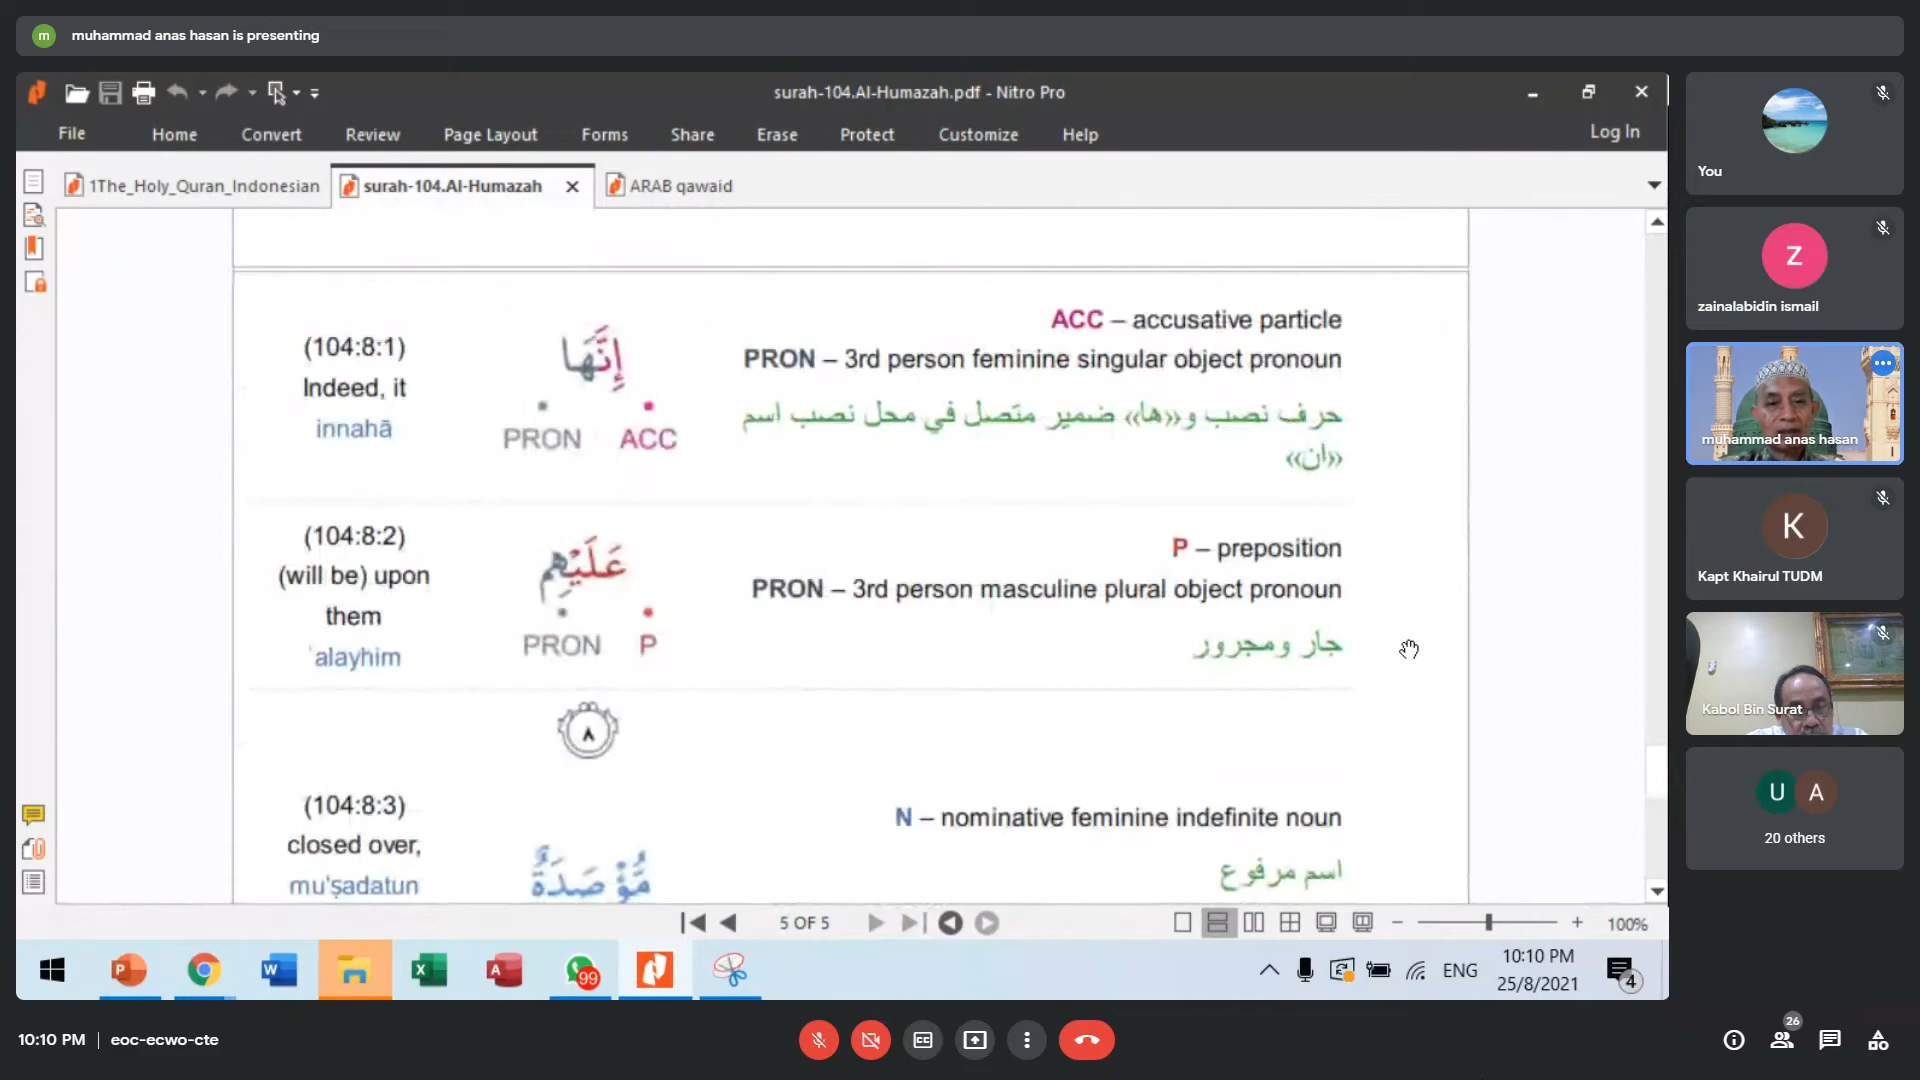 m muhammad anas hasan is presenting
surah-104.Al-Humazah.pdf - Nitro Pro
File Home Convert Review Page Layout Forms Share Erase Protect Customize Help Log In
1The_Holy_Quran_Indonesian surah-104.Al-Humazah ARAB qawaid
(104:8:1)
Indeed, it
innahā
إِنَّهَا
PRON ACC
ACC – accusative particle
PRON – 3rd person feminine singular object pronoun
حرف نصب و«ها» ضمير متصل في محل نصب اسم
«ان»
(104:8:2)
(will be) upon
them
ʿalayhim
عَلَيْهِم
PRON P
P – preposition
PRON – 3rd person masculine plural object pronoun
جار ومجرور
٨
(104:8:3)
closed over,
mu'ṣadatun
مُّؤْصَدَةٌ
N – nominative feminine indefinite noun
اسم مرفوع
5 OF 5
100%
P W X A 99
ENG
10:10 PM
25/8/2021
4
You
Z
zainalabidin ismail
muhammad anas hasan
K
Kapt Khairul TUDM
Kabol Bin Surat
U A
20 others
10:10 PM | eoc-ecwo-cte
CC
26